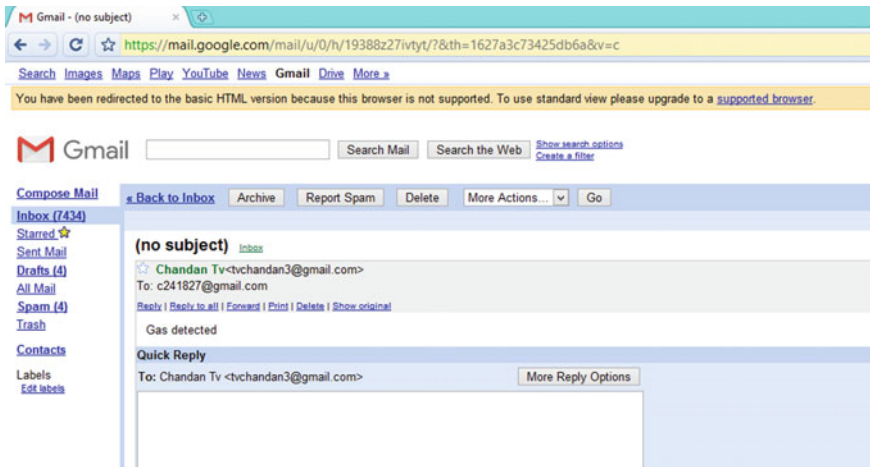 Gmail - (no subject)
https://mail.google.com/mail/u/0/h/19388z27ivtyt/?&th=1627a3c73425db6a&v=c
Search Images Maps Play YouTube News Gmail Drive More »
You have been redirected to the basic HTML version because this browser is not supported. To use standard view please upgrade to a supported browser.
Gmail Search Mail Search the Web Show search options
Create a filter
Compose Mail
« Back to Inbox Archive Report Spam Delete More Actions... Go
Inbox (7434)
Starred
Sent Mail
Drafts (4)
All Mail
Spam (4)
Trash
Contacts
Labels
Edit labels
(no subject) Inbox
Chandan Tv<tvchandan3@gmail.com>
To: c241827@gmail.com
Reply | Reply to all | Forward | Print | Delete | Show original
Gas detected
Quick Reply
To: Chandan Tv <tvchandan3@gmail.com> More Reply Options